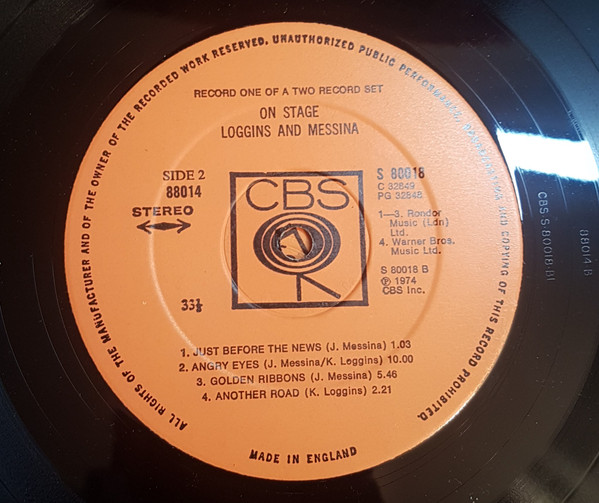 ALL RIGHTS OF THE MANUFACTURER AND OF THE OWNER OF THE RECORDED WORK RESERVED. UNAUTHORIZED PUBLIC PERFORMANCE, BROADCASTING AND COPYING OF THIS RECORD PROHIBITED.
RECORD ONE OF A TWO RECORD SET
ON STAGE
LOGGINS AND MESSINA
SIDE 2
88014
STEREO
33⅓
CBS
S 80018
C 32849
PG 32848
1—3. Rondor
Music (Ldn)
Ltd.
4. Warner Bros.
Music Ltd.
S 80018 B
℗ 1974
CBS Inc.
1. JUST BEFORE THE NEWS (J. Messina) 1.03
2. ANGRY EYES (J. Messina/K. Loggins) 10.00
3. GOLDEN RIBBONS (J. Messina) 5.46
4. ANOTHER ROAD (K. Loggins) 2.21
MADE IN ENGLAND
CBS S 80018-B1
88014 B